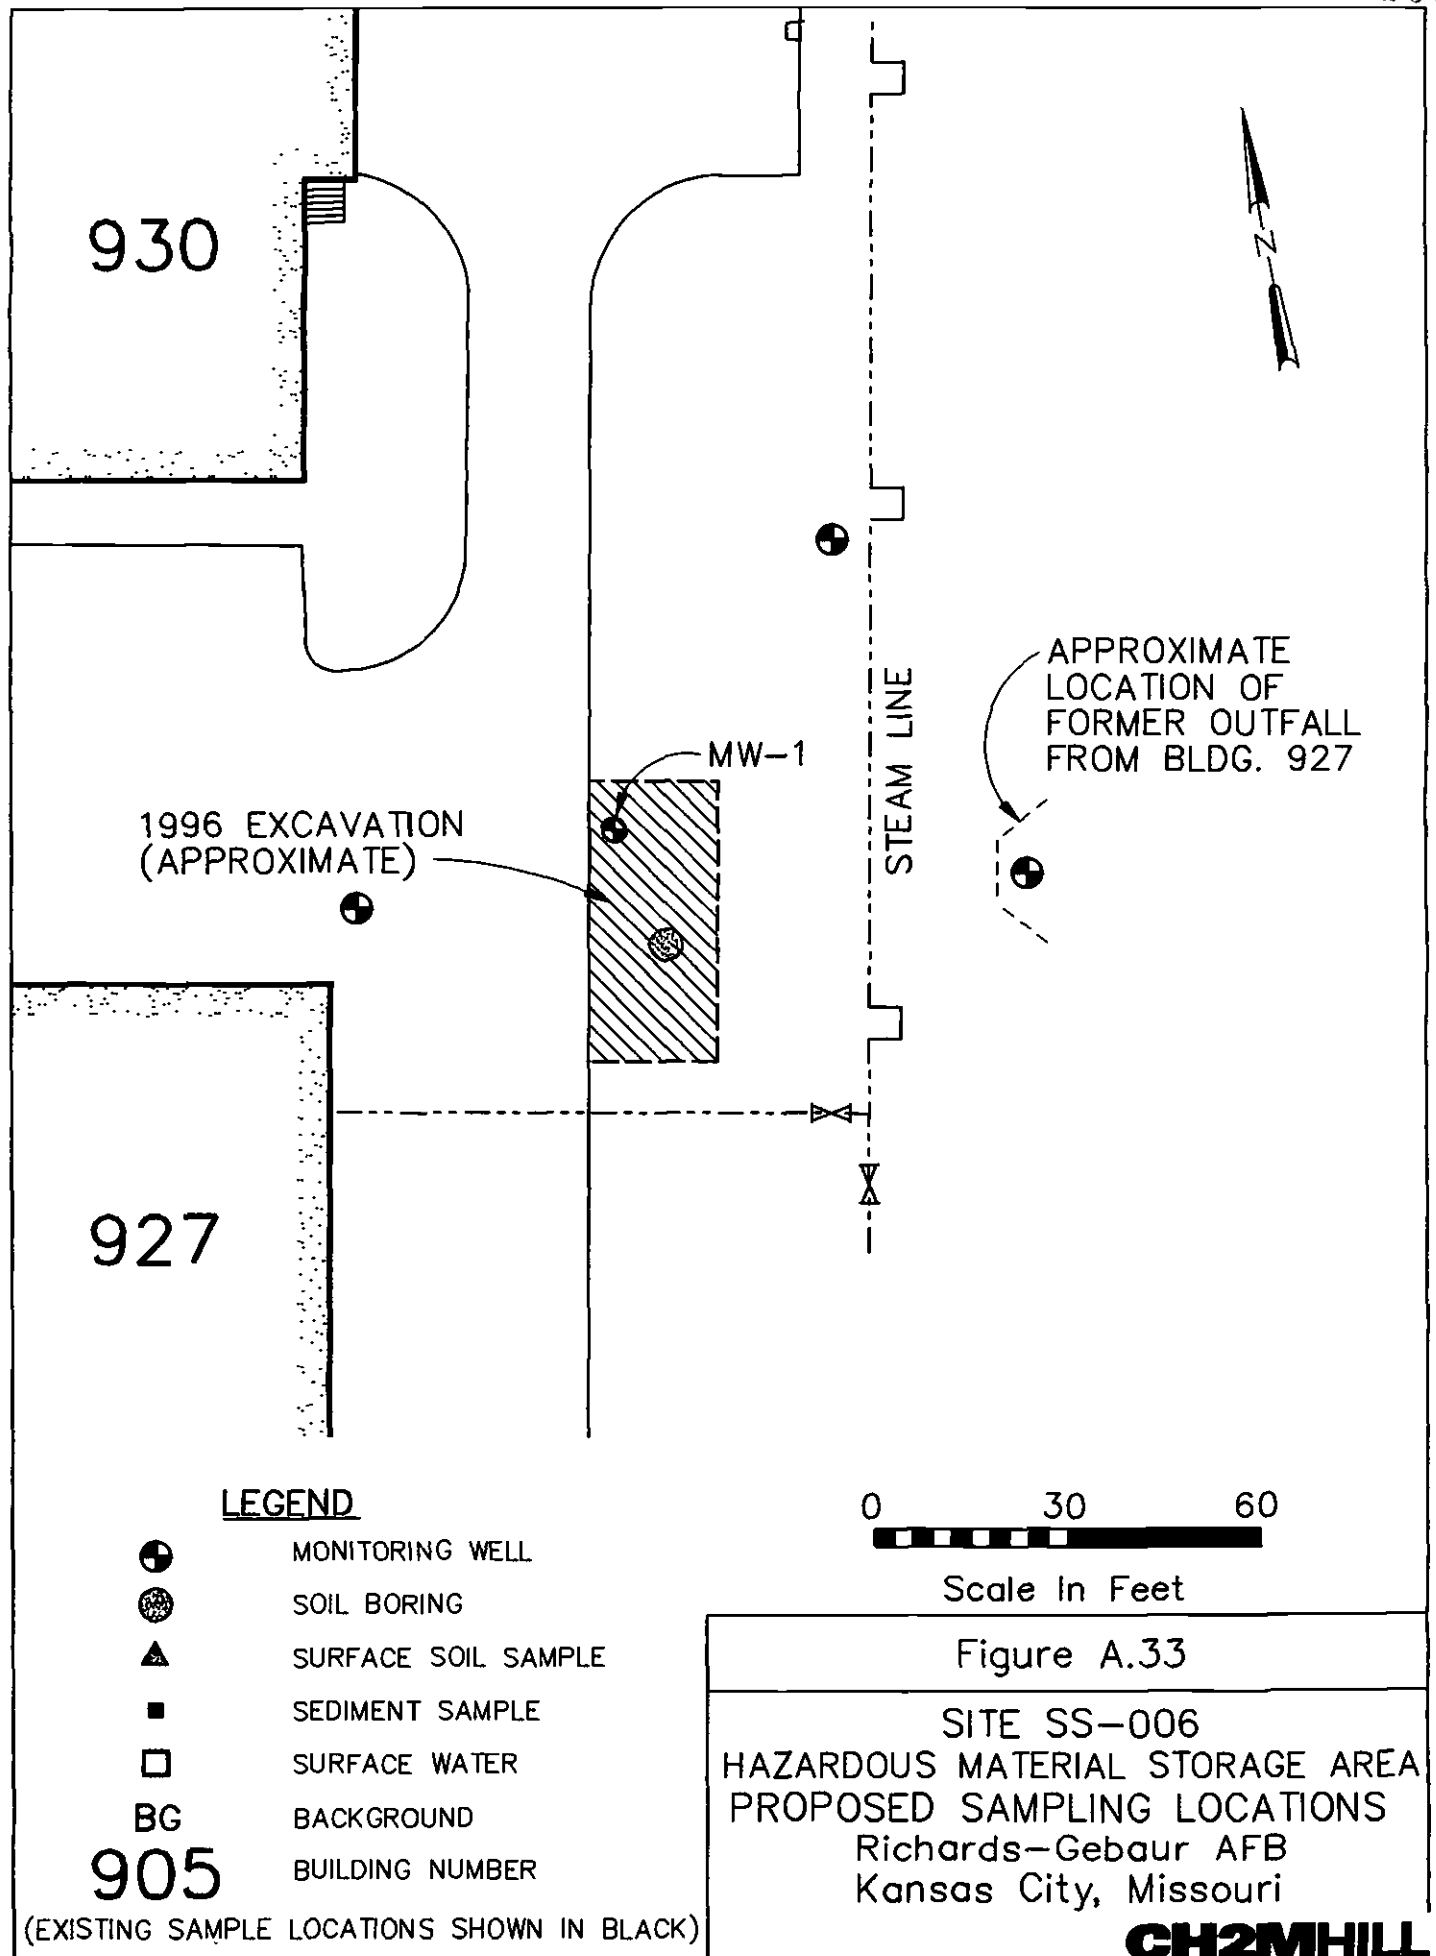 930
N
APPROXIMATE
LOCATION OF
FORMER OUTFALL
FROM BLDG. 927
STEAM LINE
MW-1
1996 EXCAVATION
(APPROXIMATE)
927
LEGEND
MONITORING WELL
SOIL BORING
SURFACE SOIL SAMPLE
SEDIMENT SAMPLE
SURFACE WATER
BG BACKGROUND
905 BUILDING NUMBER
(EXISTING SAMPLE LOCATIONS SHOWN IN BLACK)
0 30 60
Scale In Feet
Figure A.33
SITE SS-006
HAZARDOUS MATERIAL STORAGE AREA
PROPOSED SAMPLING LOCATIONS
Richards-Gebaur AFB
Kansas City, Missouri
CH2MHILL